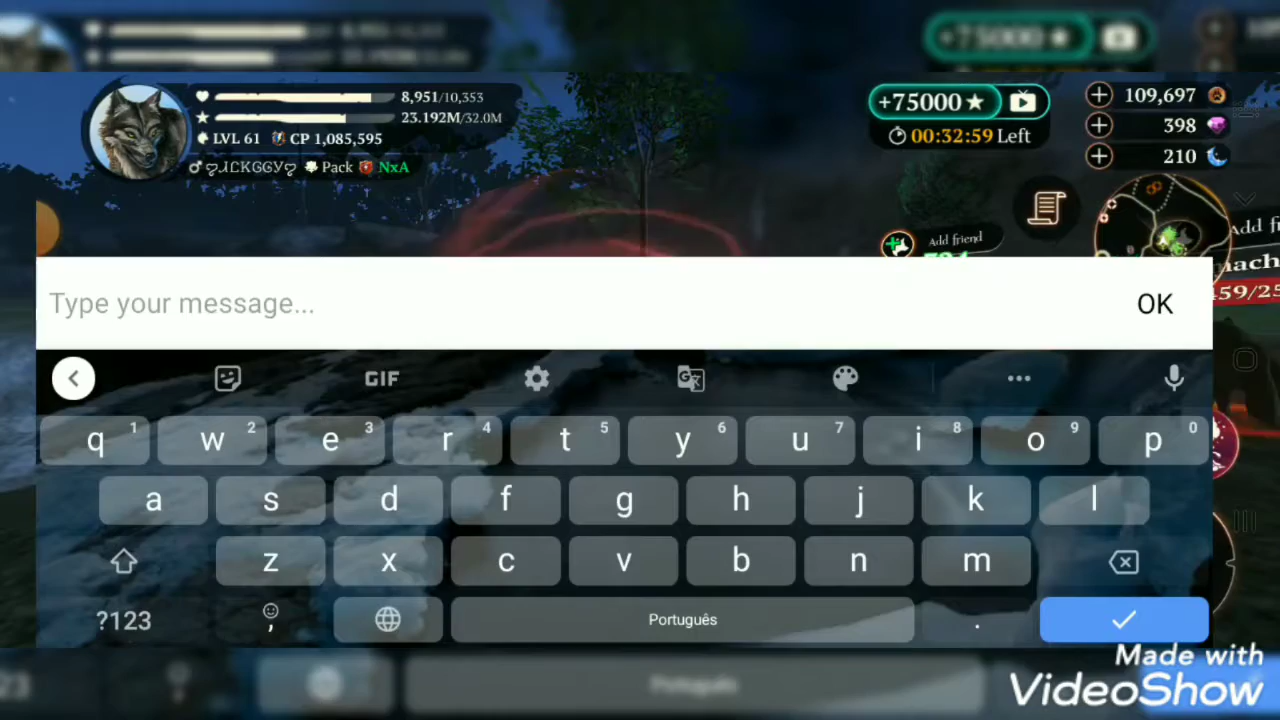 8,951/10,353
23.192M/32.0M
LVL 61 CP 1,085,595
Pack NxA
+75000
00:32:59 Left
109,697
398
210
Add friend
Type your message...
OK
GIF
q 1 w 2 e 3 r 4 t 5 y 6 u 7 i 8 o 9 p 0
a s d f g h j k l
z x c v b n m
?123 , Português .
Made with
VideoShow